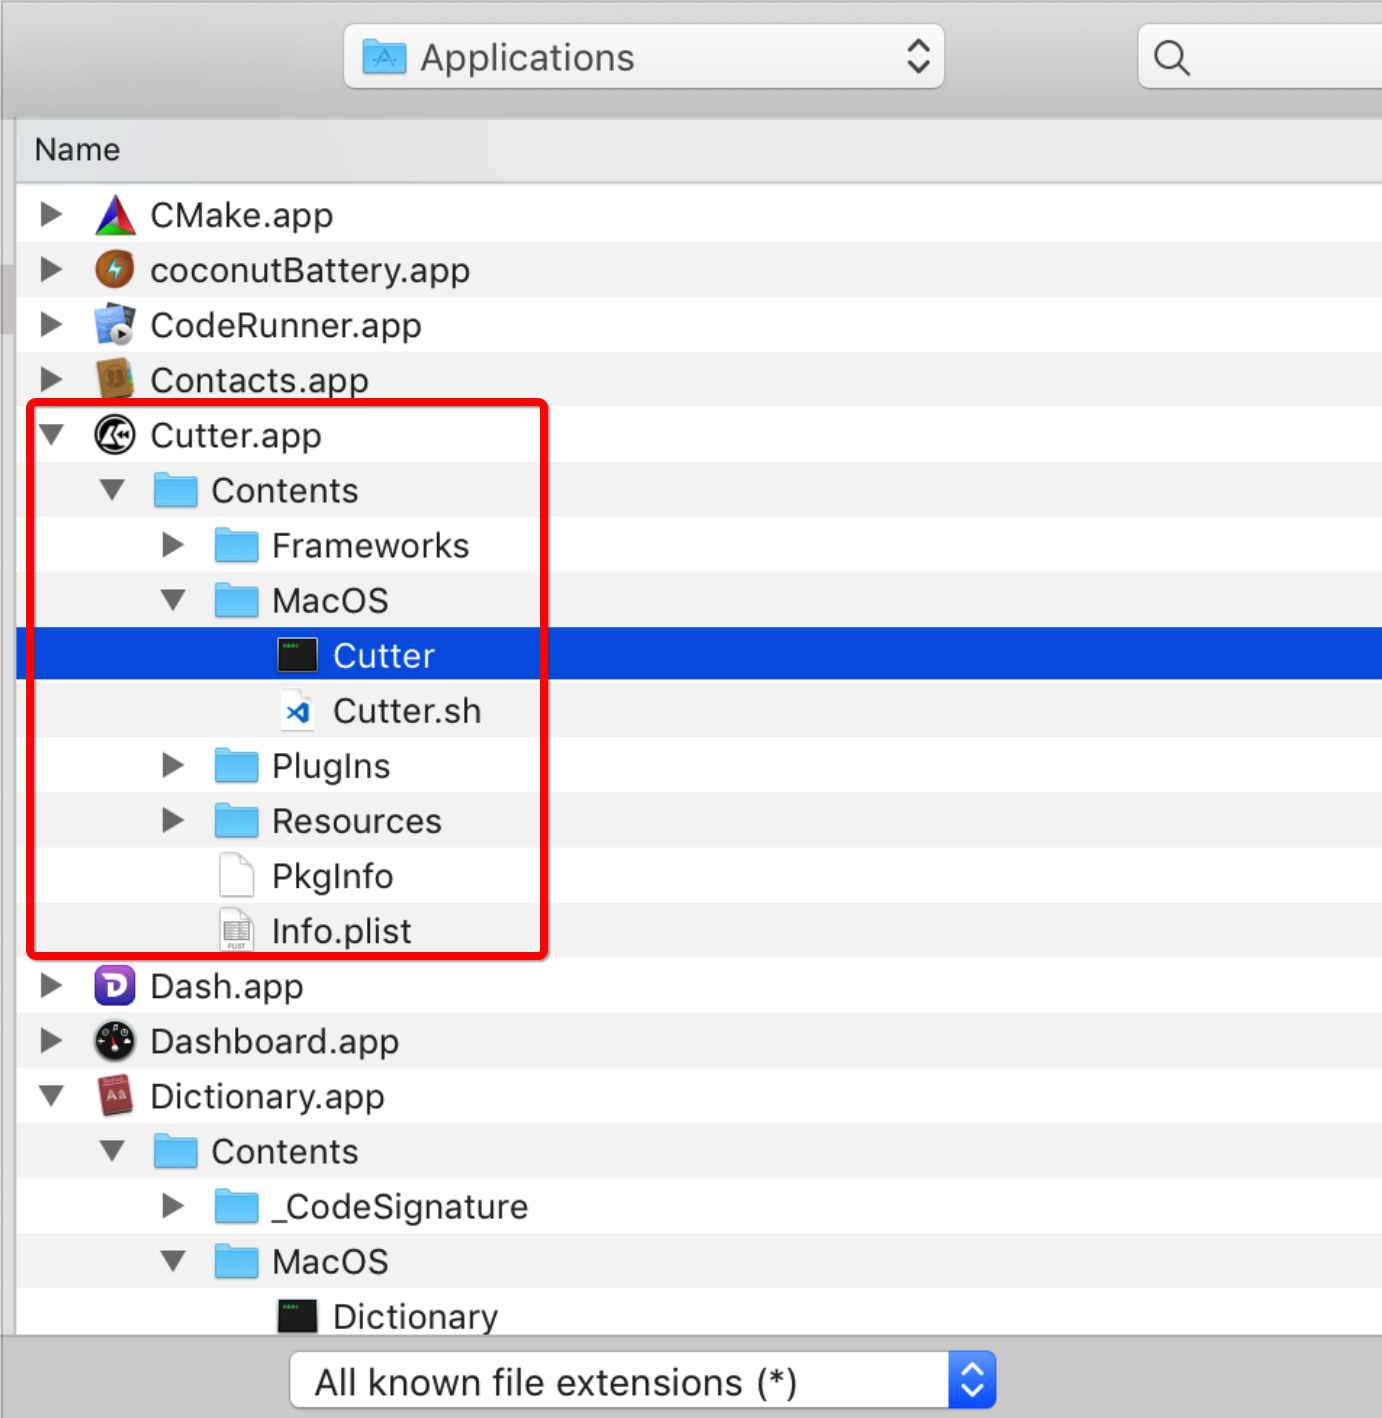 Applications
Name
CMake.app
coconutBattery.app
CodeRunner.app
Contacts.app
Cutter.app
Contents
Frameworks
MacOS
Cutter
Cutter.sh
PlugIns
Resources
PkgInfo
Info.plist
Dash.app
Dashboard.app
Dictionary.app
Contents
_CodeSignature
MacOS
Dictionary
All known file extensions (*)